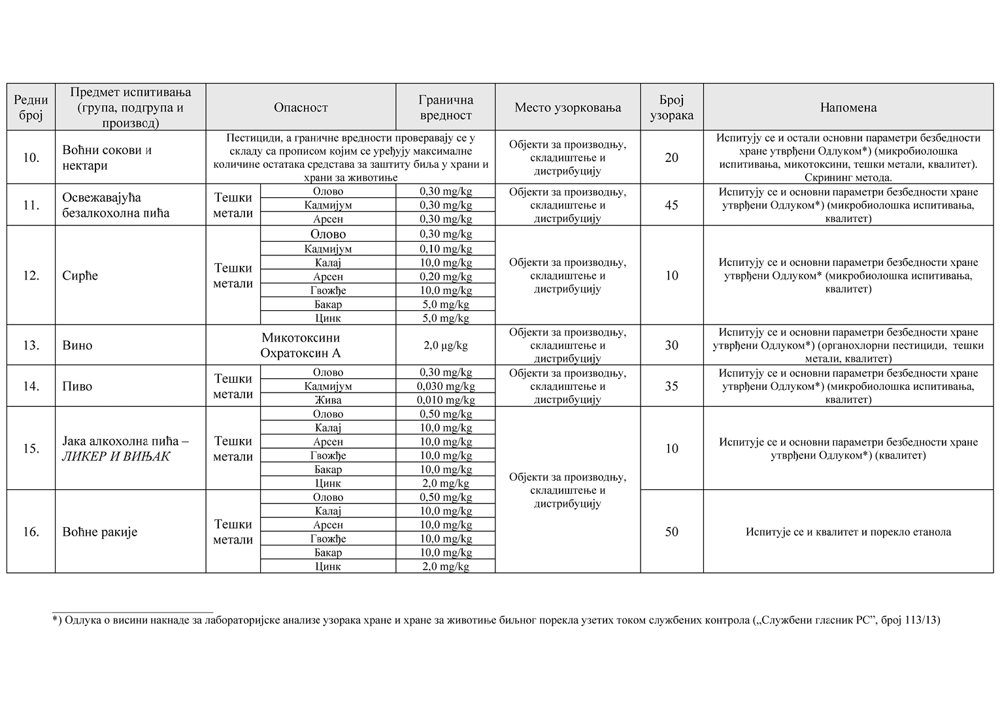 Редни
број
Предмет испитивања
(група, подгрупа и
производ)
Опасност
Гранична
вредност
Место узорковања
Број
узорака
Напомена
10.
Воћни сокови и
нектари
Пестициди, а граничне вредности проверавају се у
складу са прописом којим се уређују максималне
количине остатака средстава за заштиту биља у храни и
храни за животиње
Објекти за производњу,
складиштење и
дистрибуцију
20
Испитују се и остали основни параметри безбедности
хране утврђени Одлуком*) (микробиолошка
испитивања, микотоксини, тешки метали, квалитет).
Скрининг метода.
11.
Освежавајућа
безалкохолна пића
Тешки
метали
Олово 0,30 mg/kg
Кадмијум 0,30 mg/kg
Арсен 0,30 mg/kg
Објекти за производњу,
складиштење и
дистрибуцију
45
Испитују се и основни параметри безбедности хране
утврђени Одлуком*) (микробиолошка испитивања,
квалитет)
12.
Сирће
Тешки
метали
Олово 0,30 mg/kg
Кадмијум 0,10 mg/kg
Калај 10,0 mg/kg
Арсен 0,20 mg/kg
Гвожђе 10,0 mg/kg
Бакар 5,0 mg/kg
Цинк 5,0 mg/kg
Објекти за производњу,
складиштење и
дистрибуцију
10
Испитују се и основни параметри безбедности хране
утврђени Одлуком* (микробиолошка испитивања,
квалитет)
13.
Вино
Микотоксини
Охратоксин А
2,0 μg/kg
Објекти за производњу,
складиштење и
дистрибуцију
30
Испитују се и основни параметри безбедности хране
утврђени Одлуком*) (органохлорни пестициди, тешки
метали, квалитет)
14.
Пиво
Тешки
метали
Олово 0,30 mg/kg
Кадмијум 0,030 mg/kg
Жива 0,010 mg/kg
Објекти за производњу,
складиштење и
дистрибуцију
35
Испитују се и основни параметри безбедности хране
утврђени Одлуком*) (микробиолошка испитивања,
квалитет)
15.
Јака алкохолна пића –
ЛИКЕР И ВИЊАК
Тешки
метали
Олово 0,50 mg/kg
Калај 10,0 mg/kg
Арсен 10,0 mg/kg
Гвожђе 10,0 mg/kg
Бакар 10,0 mg/kg
Цинк 2,0 mg/kg
Објекти за производњу,
складиштење и
дистрибуцију
10
Испитује се и основни параметри безбедности хране
утврђени Одлуком*) (квалитет)
16.
Воћне ракије
Тешки
метали
Олово 0,50 mg/kg
Калај 10,0 mg/kg
Арсен 10,0 mg/kg
Гвожђе 10,0 mg/kg
Бакар 10,0 mg/kg
Цинк 2,0 mg/kg
50
Испитује се и квалитет и порекло етанола
*) Одлука о висини накнаде за лабораторијске анализе узорака хране и хране за животиње биљног порекла узетих током службених контрола („Службени гласник РС”, број 113/13)